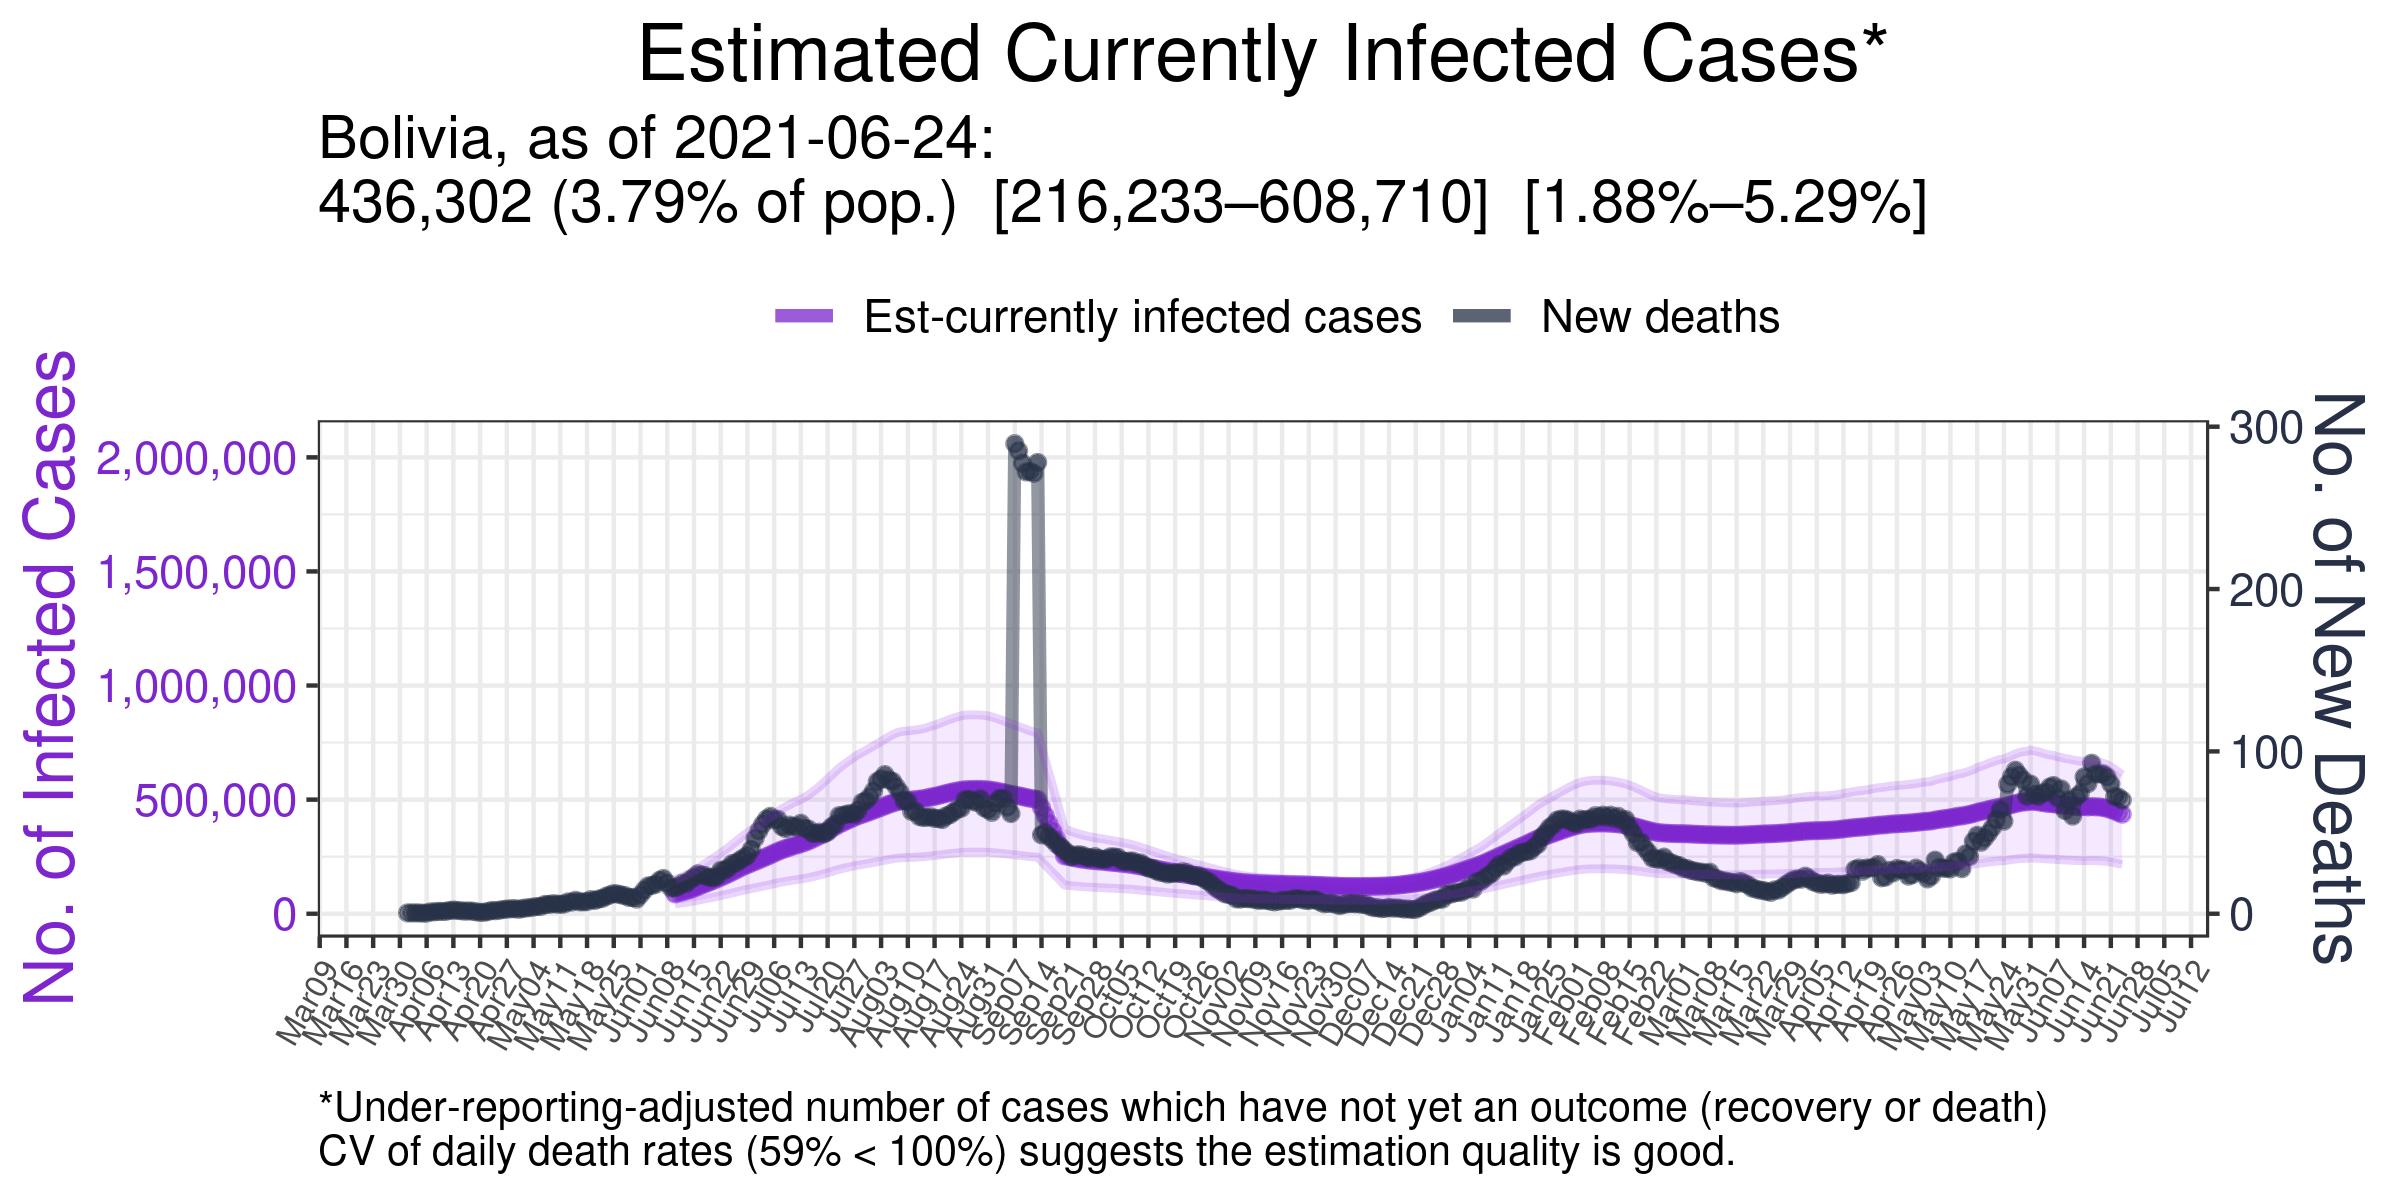 Estimated Currently Infected Cases*
Bolivia, as of 2021-06-24:
436,302 (3.79% of pop.) [216,233–608,710] [1.88%–5.29%]
Est-currently infected cases
New deaths
No. of Infected Cases
2,000,000
1,500,000
1,000,000
500,000
0
300
200
100
0
No. of New Deaths
Mar09
Mar16
Mar23
Mar30
Apr06
Apr13
Apr20
Apr27
May04
May11
May18
May25
Jun01
Jun08
Jun15
Jun22
Jun29
Jul06
Jul13
Jul20
Jul27
Aug03
Aug10
Aug17
Aug24
Aug31
Sep07
Sep14
Sep21
Sep28
Oct05
Oct12
Oct19
Oct26
Nov02
Nov09
Nov16
Nov23
Nov30
Dec07
Dec14
Dec21
Dec28
Jan04
Jan11
Jan18
Jan25
Feb01
Feb08
Feb15
Feb22
Mar01
Mar08
Mar15
Mar22
Mar29
Apr05
Apr12
Apr19
Apr26
May03
May10
May17
May24
May31
Jun07
Jun14
Jun21
Jun28
Jul05
Jul12
*Under-reporting-adjusted number of cases which have not yet an outcome (recovery or death)
CV of daily death rates (59% < 100%) suggests the estimation quality is good.